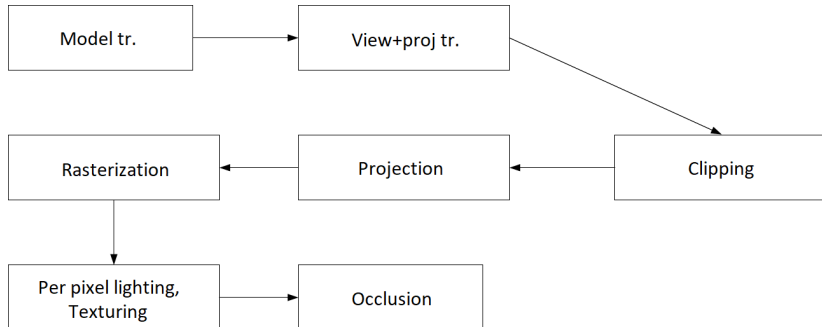 Model tr.
View+proj tr.
Rasterization
Projection
Clipping
Per pixel lighting,
Texturing
Occlusion